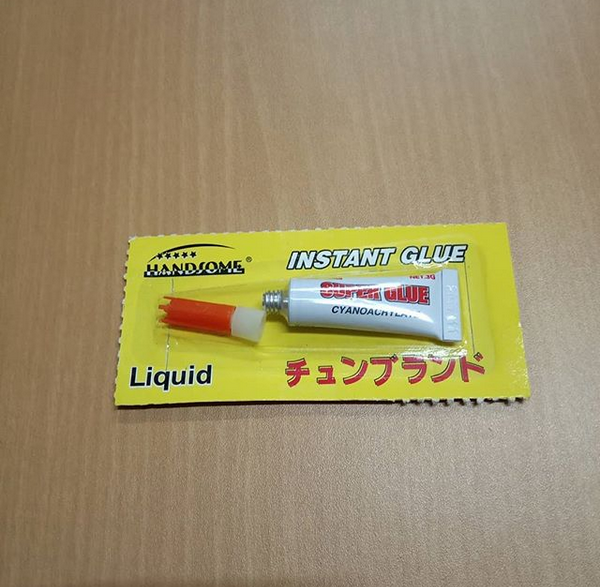 HANDSOME®
INSTANT GLUE
NET.3G
SUPER GLUE
CYANOACRYLATE
Liquid
チュンブランド